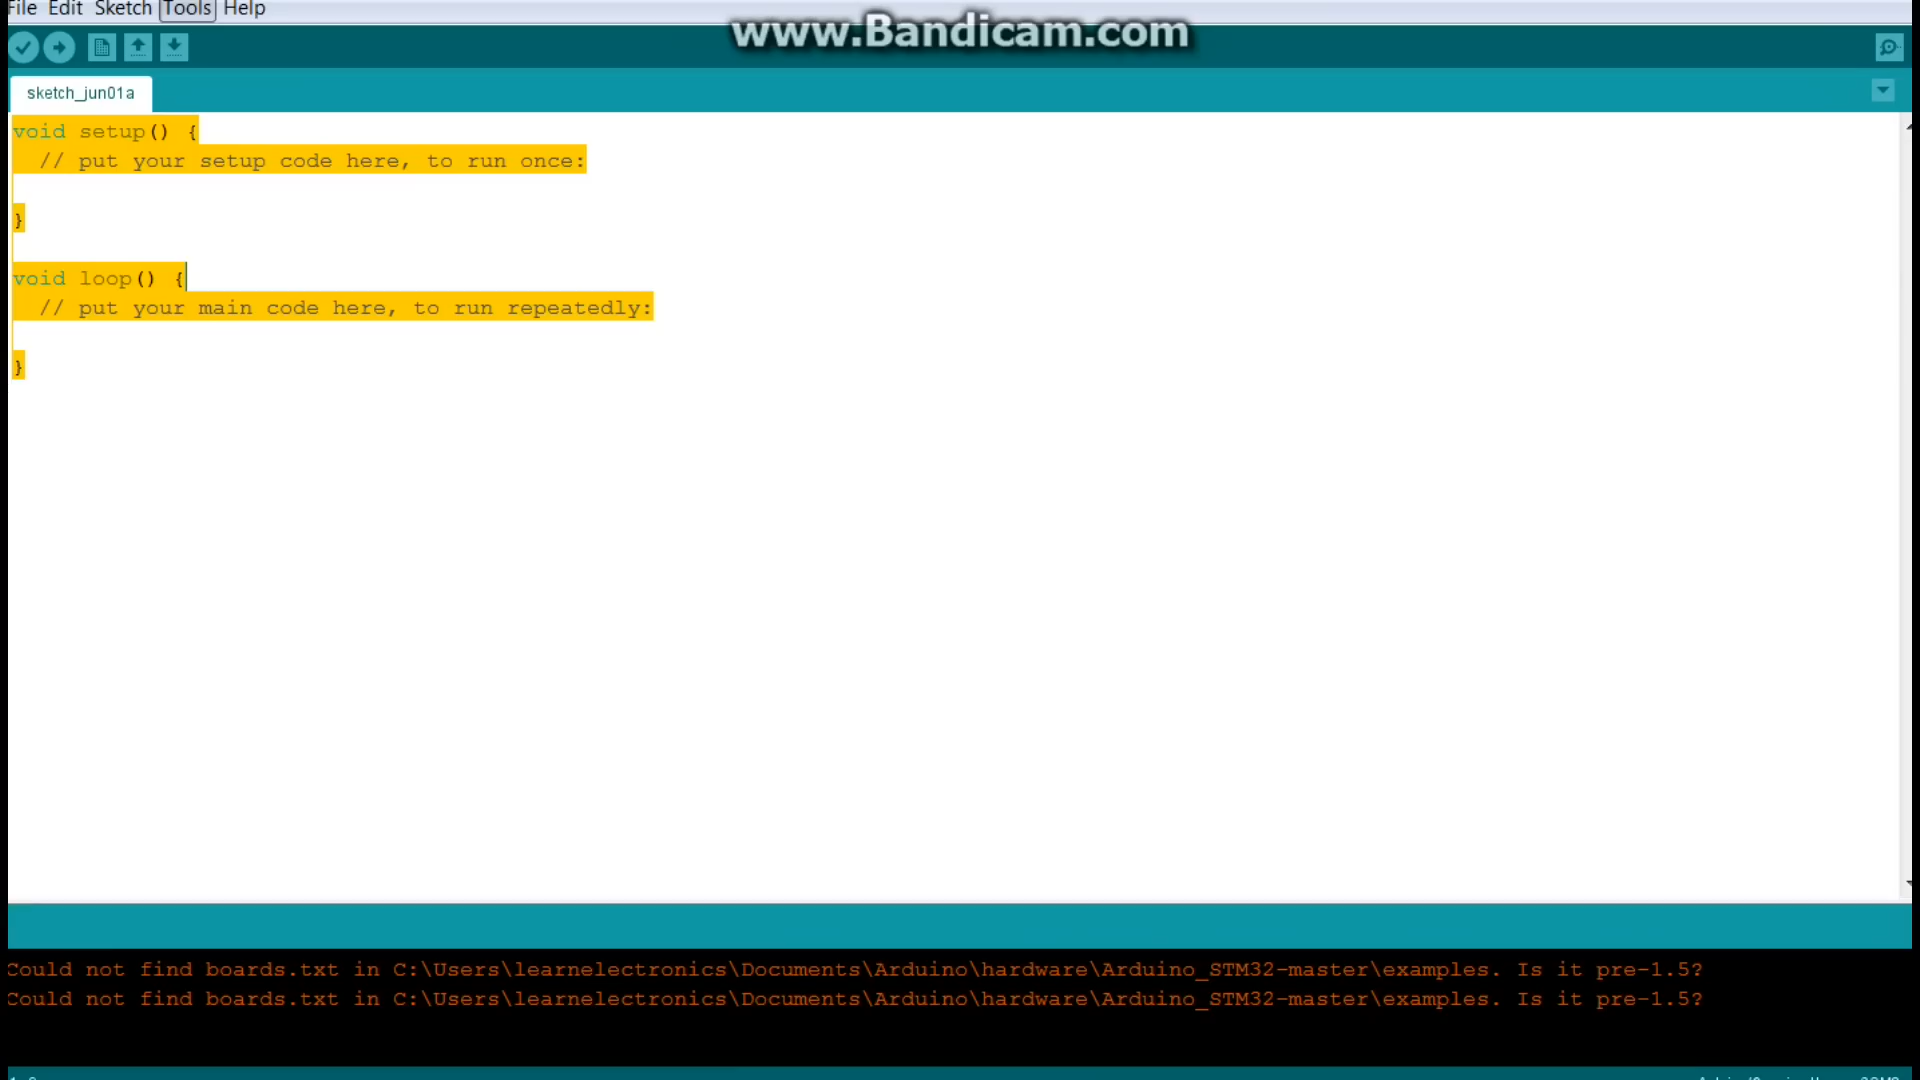 File Edit Sketch Tools Help
www.Bandicam.com
sketch_jun01a
void setup() {
// put your setup code here, to run once:
}
void loop() {
// put your main code here, to run repeatedly:
}
Could not find boards.txt in C:\Users\learnelectronics\Documents\Arduino\hardware\Arduino_STM32-master\examples. Is it pre-1.5?
Could not find boards.txt in C:\Users\learnelectronics\Documents\Arduino\hardware\Arduino_STM32-master\examples. Is it pre-1.5?